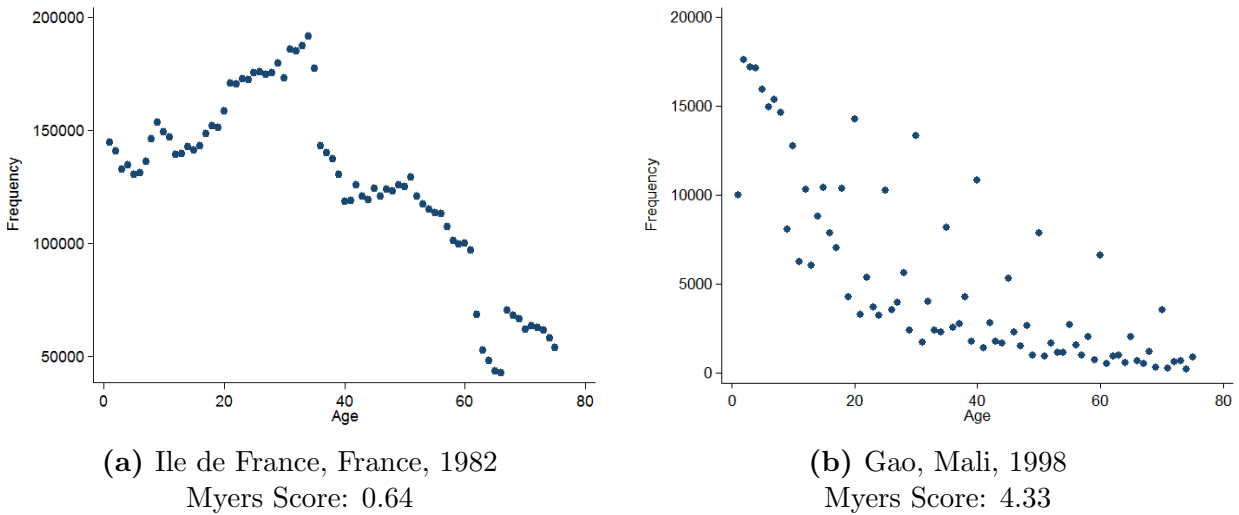 200000
150000
100000
50000
Frequency
0
20
40
60
80
Age
(a) Ile de France, France, 1982
Myers Score: 0.64
20000
15000
10000
5000
0
Frequency
0
20
40
60
80
Age
(b) Gao, Mali, 1998
Myers Score: 4.33